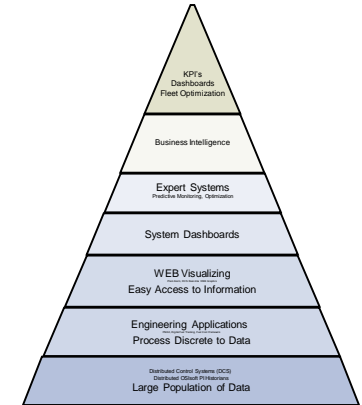 KPI's
Dashboards
Fleet Optimization
Business Intelligence
Expert Systems
Predictive Monitoring, Optimization
System Dashboards
WEB Visualizing
Easy Access to Information
Engineering Applications
Process Discrete to Data
Distributed Control Systems (DCS)
Distributed OSIsoft PI Historians
Large Population of Data